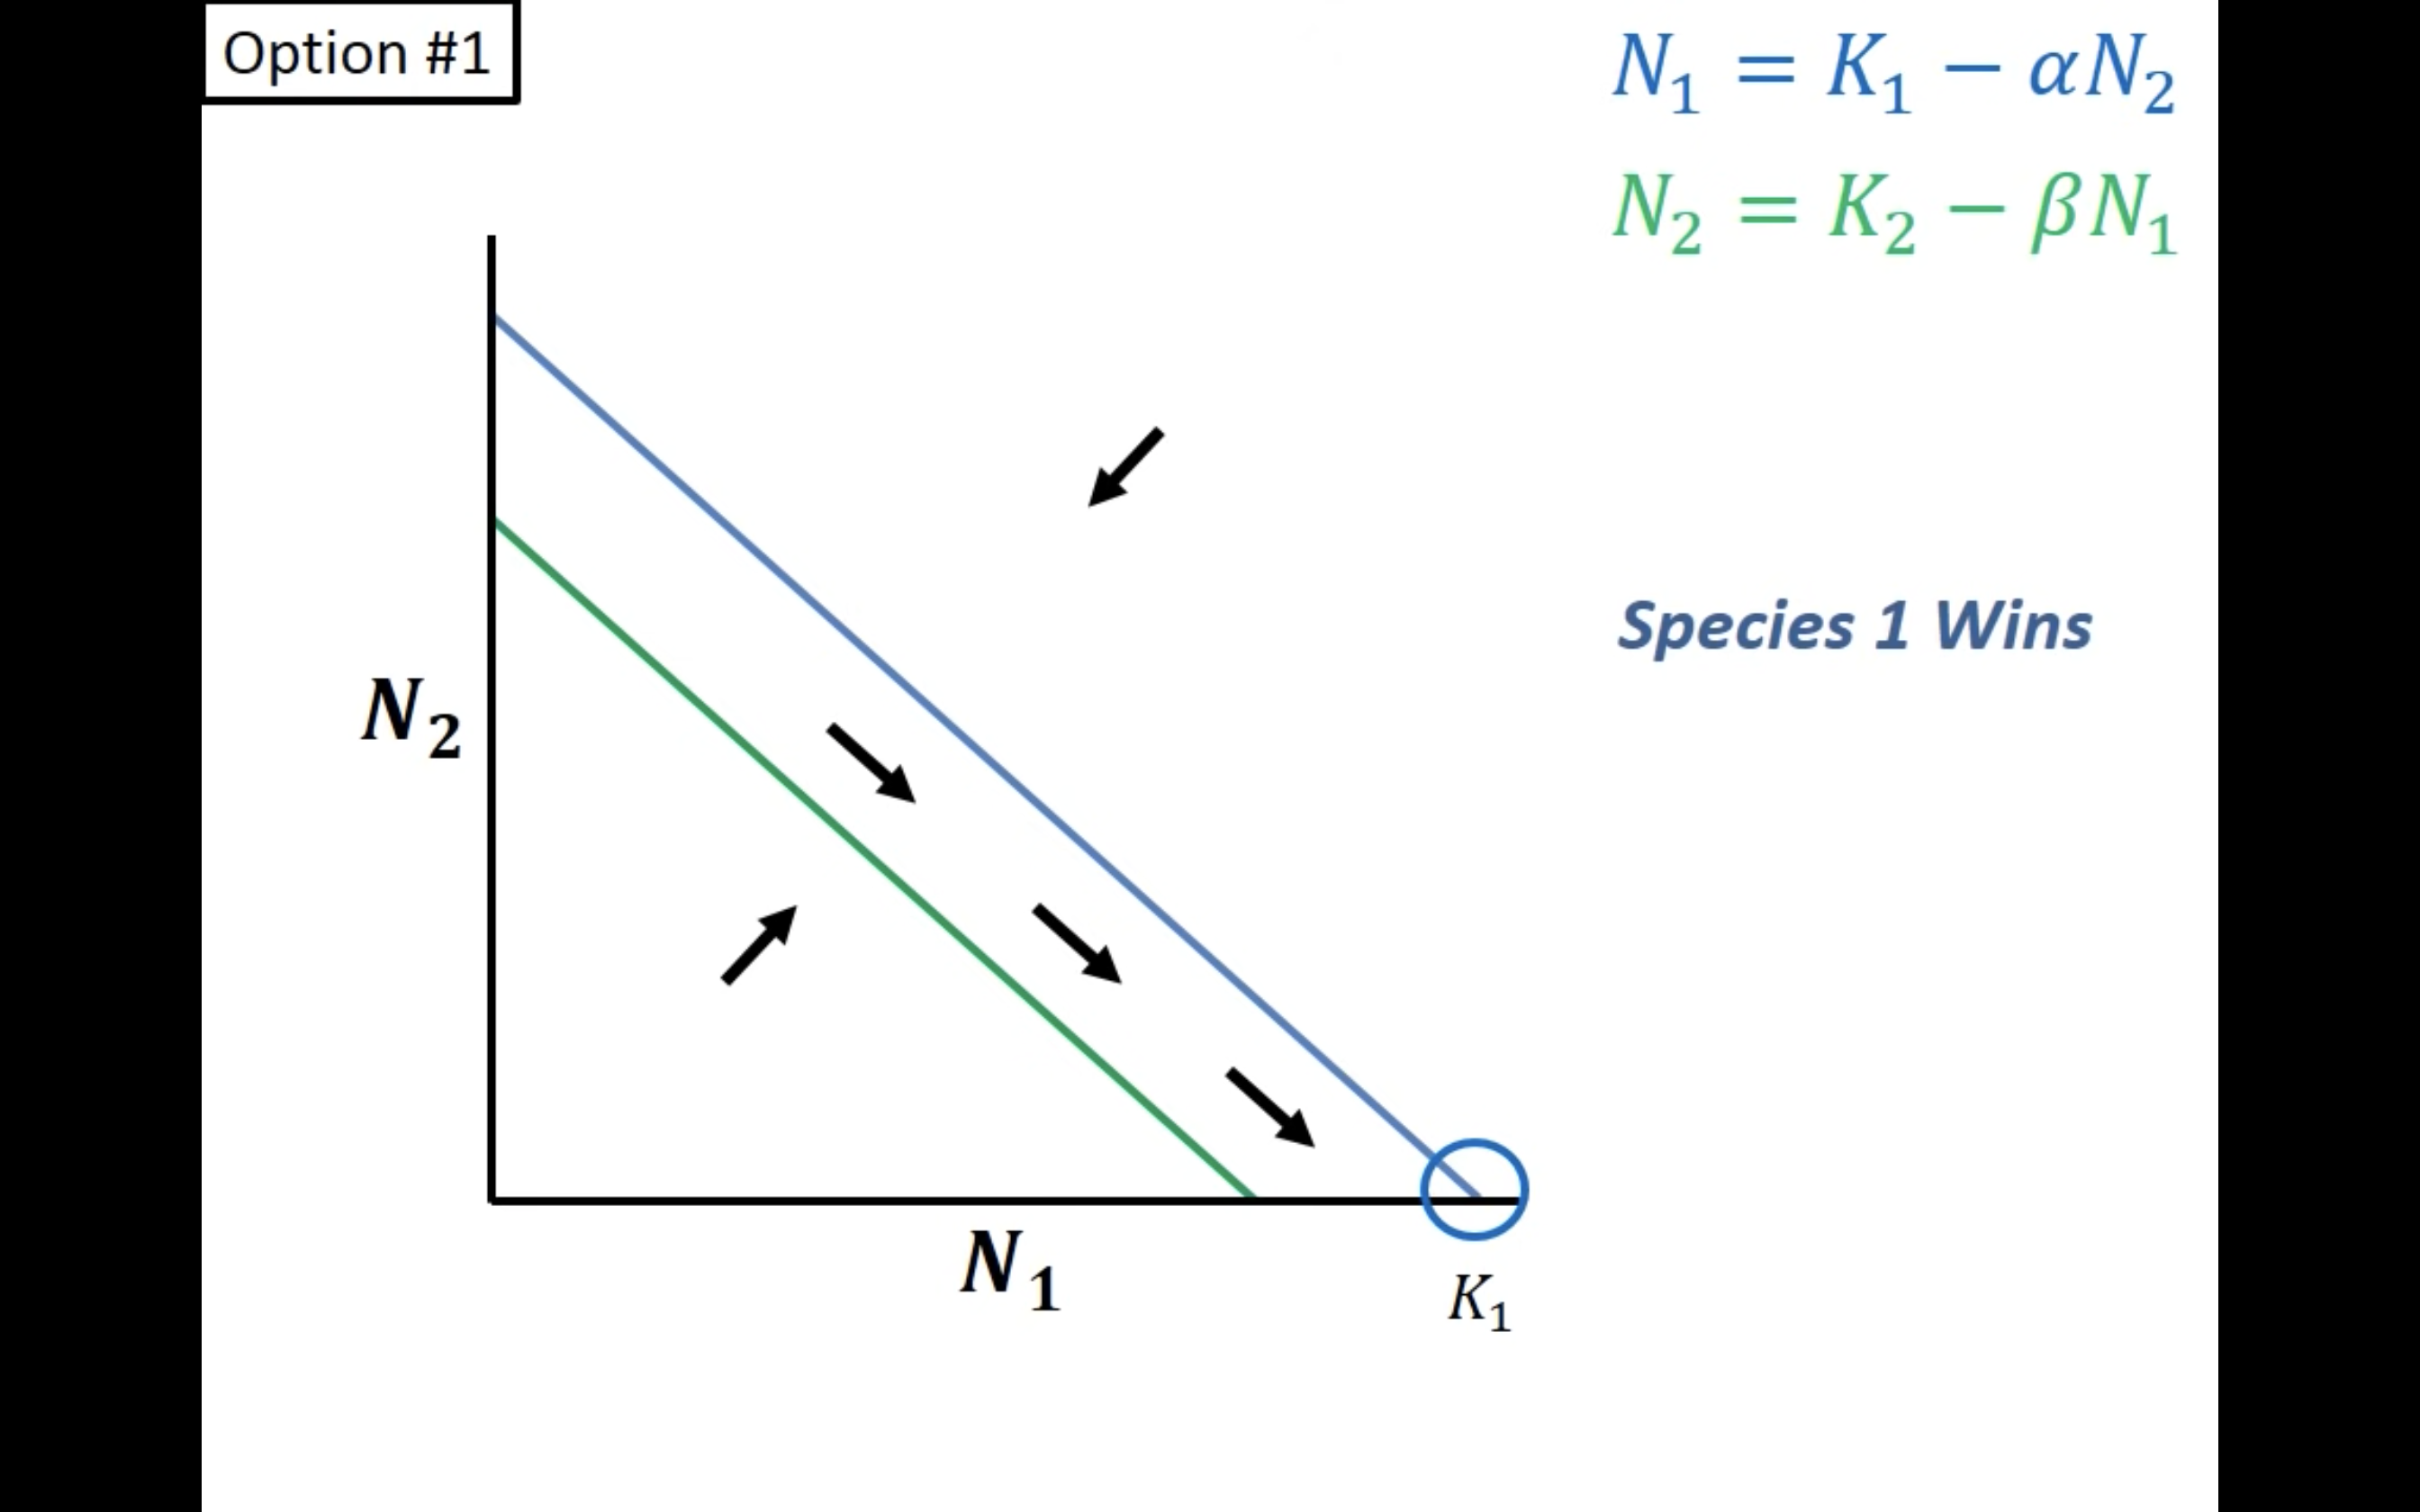 Option #1
N₁ = K₁ − αN₂
N₂ = K₂ − βN₁
Species 1 Wins
N₂
N₁
K₁